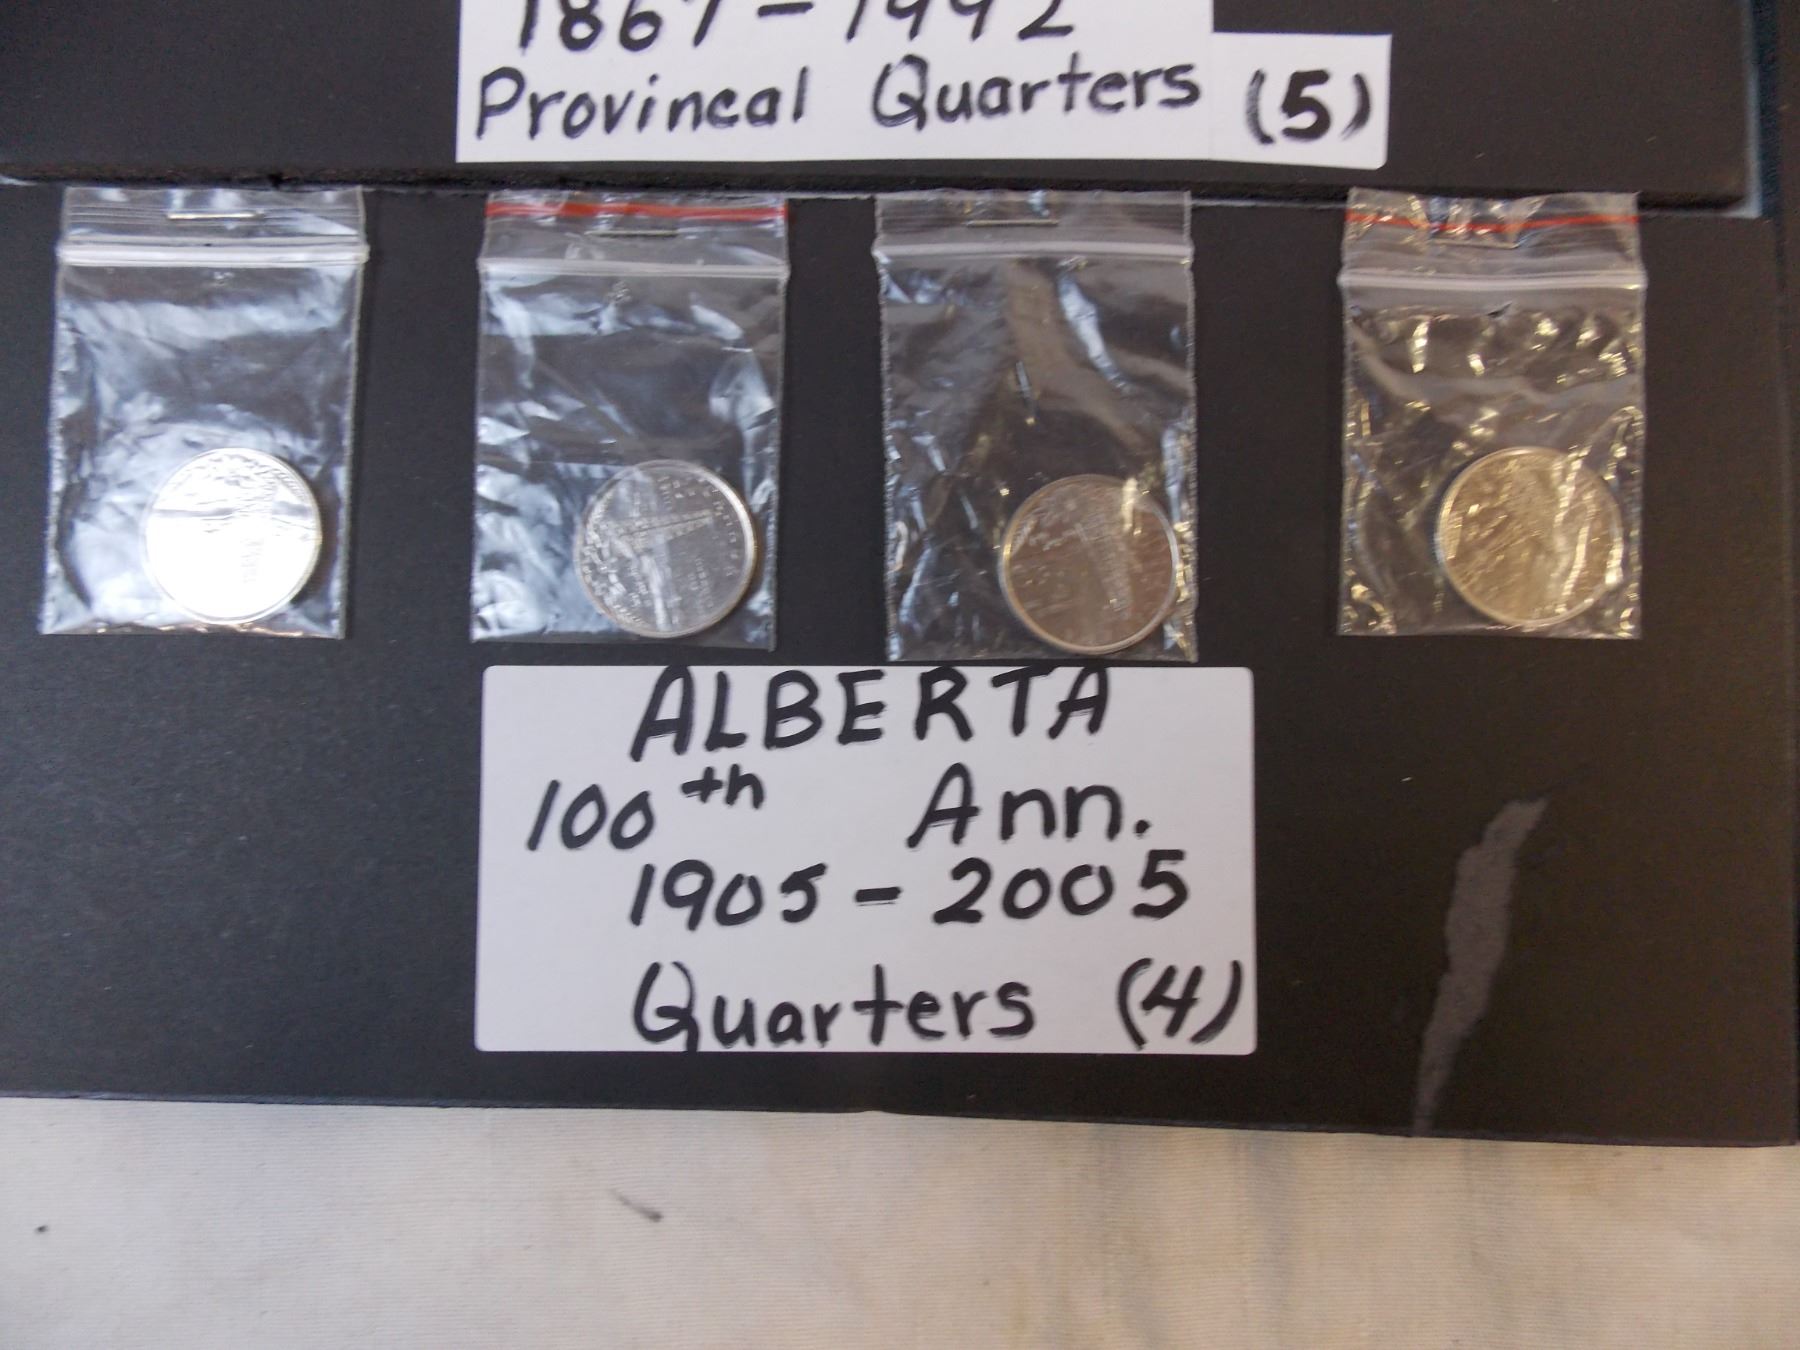 1867-1992
Provincal Quarters (5)
ALBERTA
100th Ann.
1905-2005
Quarters (4)